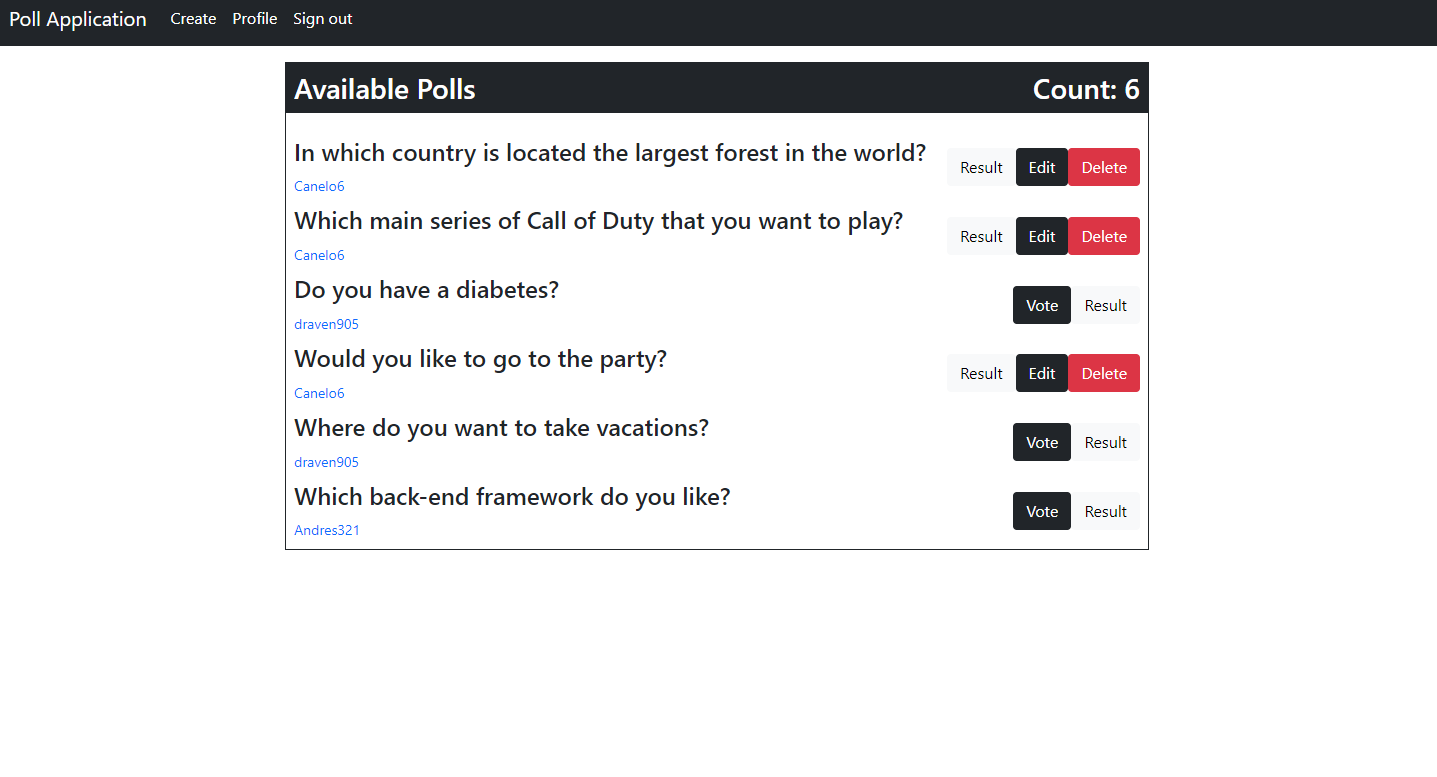 Poll Application Create Profile Sign out
Available Polls Count: 6
In which country is located the largest forest in the world?
Canelo6
Result Edit Delete
Which main series of Call of Duty that you want to play?
Canelo6
Result Edit Delete
Do you have a diabetes?
draven905
Vote Result
Would you like to go to the party?
Canelo6
Result Edit Delete
Where do you want to take vacations?
draven905
Vote Result
Which back-end framework do you like?
Andres321
Vote Result